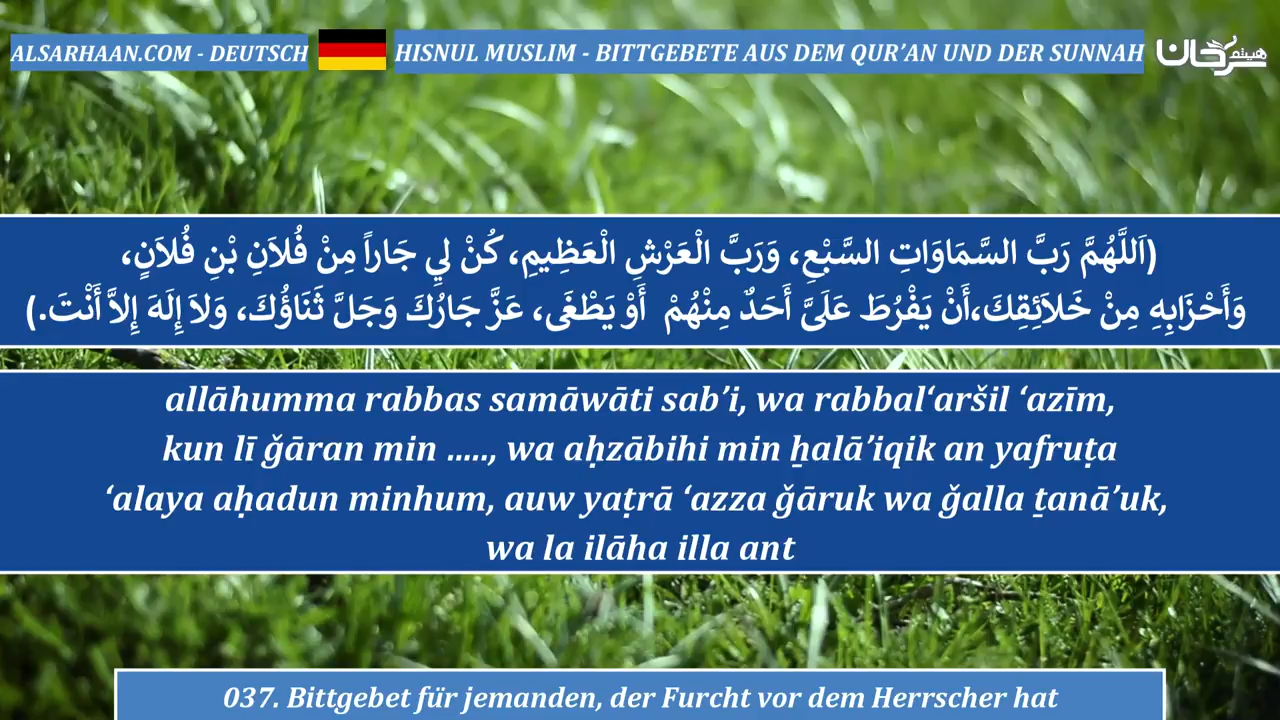 ALSARHAAN.COM - DEUTSCH
HISNUL MUSLIM - BITTGEBETE AUS DEM QUR’AN UND DER SUNNAH
هيثم سرحان
(اَللَّهُمَّ رَبَّ السَّمَاوَاتِ السَّبْعِ، وَرَبَّ الْعَرْشِ الْعَظِيمِ، كُنْ لِي جَاراً مِنْ فُلاَنِ بْنِ فُلاَنٍ،
وَأَحْزَابِهِ مِنْ خَلاَئِقِكَ،أَنْ يَفْرُطَ عَلَىَّ أَحَدٌ مِنْهُمْ أَوْ يَطْغَى، عَزَّ جَارُكَ وَجَلَّ ثَنَاؤُكَ، وَلاَ إِلَهَ إِلاَّ أَنْتَ.)
allāhumma rabbas samāwāti sab’i, wa rabbal‘aršil ‘azīm,
kun lī ǧāran min ....., wa aḥzābihi min ẖalā’iqik an yafruṭa
‘alaya aḥadun minhum, auw yaṭrā ‘azza ǧāruk wa ǧalla ṯanā’uk,
wa la ilāha illa ant
037. Bittgebet für jemanden, der Furcht vor dem Herrscher hat